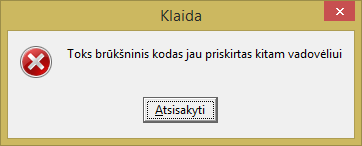 Klaida
Toks brūkšninis kodas jau priskirtas kitam vadovėliui
Atsisakyti